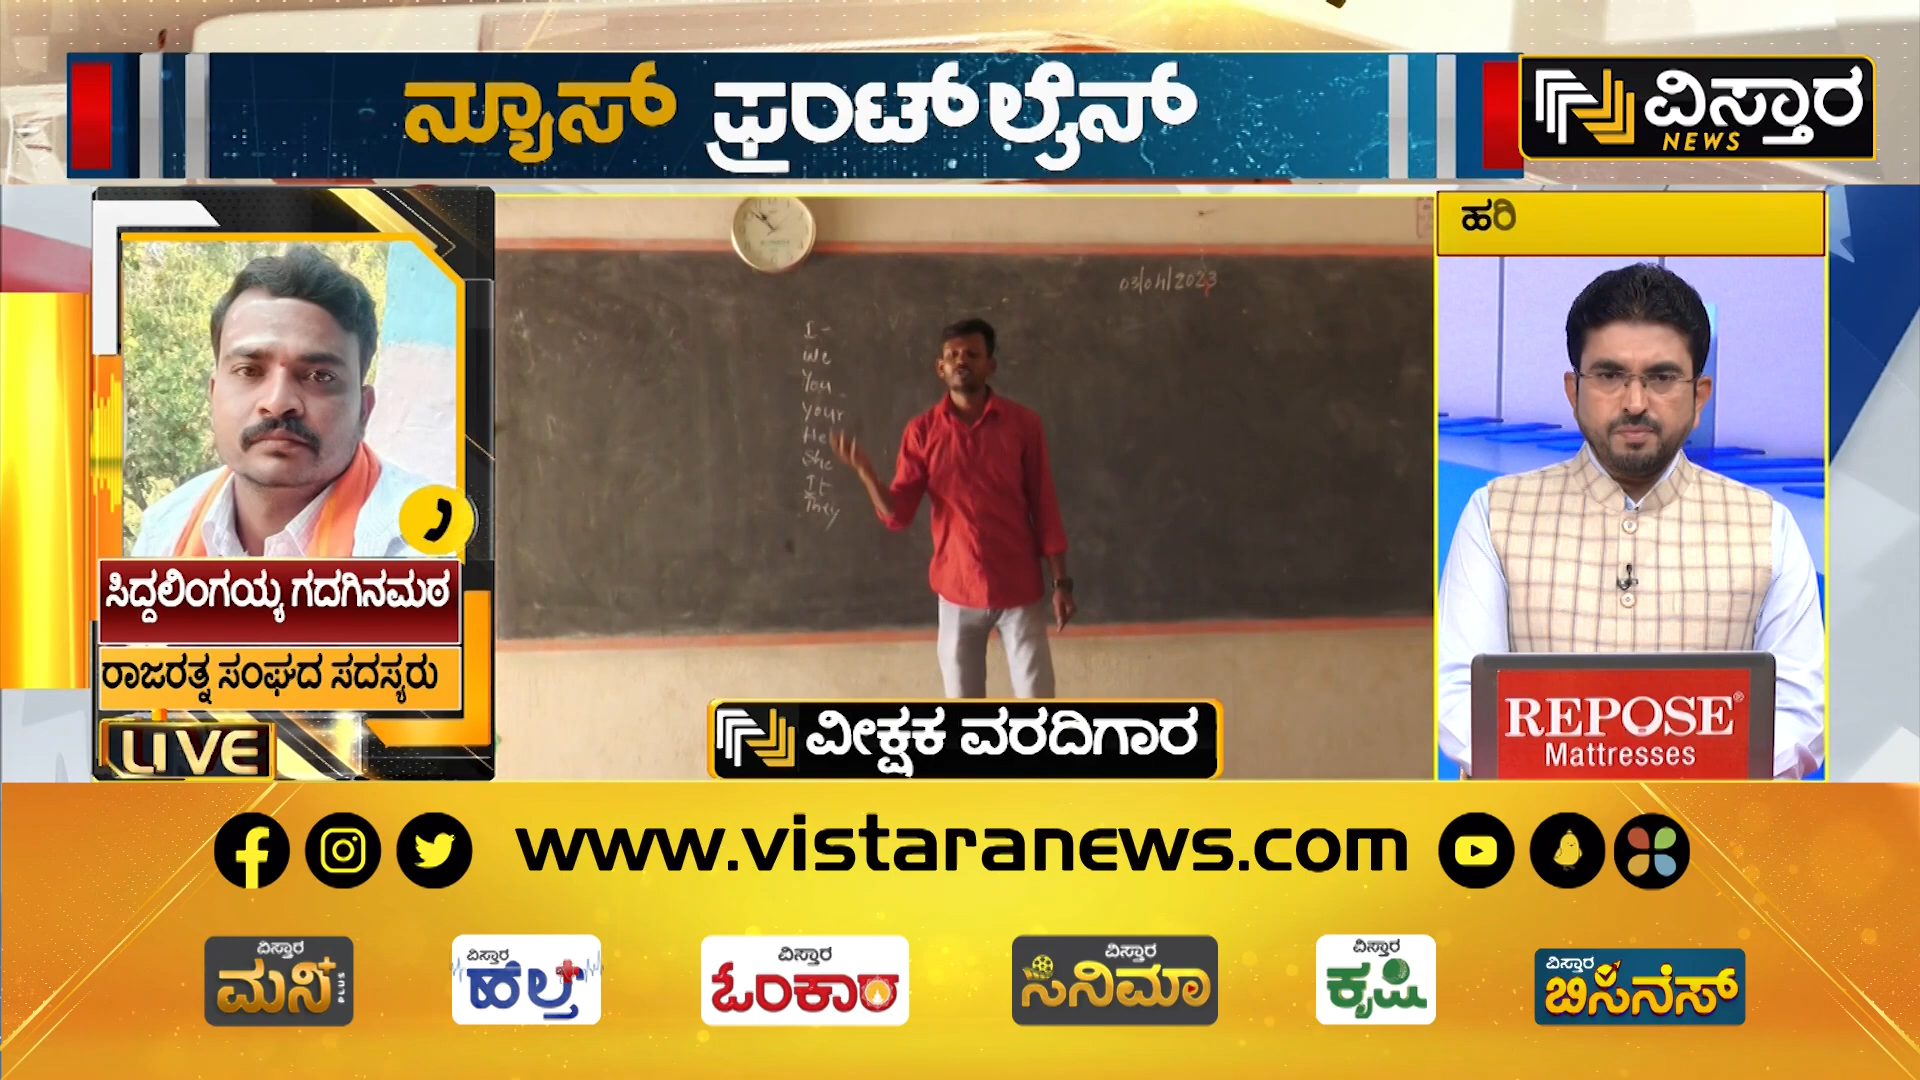 ನ್ಯೂಸ್ ಫ್ರಂಟ್‌ಲೈನ್
ವಿಸ್ತಾರ
NEWS
ಹರಿ
03/04/2023
I -
We
You -
Your
He
She
It
They
ಸಿದ್ದಲಿಂಗಯ್ಯ ಗದಗಿನಮಠ
ರಾಜರತ್ನ ಸಂಘದ ಸದಸ್ಯರು
LIVE
ವೀಕ್ಷಕ ವರದಿಗಾರ
REPOSE®
Mattresses
www.vistaranews.com
ವಿಸ್ತಾರ
ಮನಿ+
PLUS
ವಿಸ್ತಾರ
ಹೆಲ್ತ್
ವಿಸ್ತಾರ
ಓಂಕಾರ
ವಿಸ್ತಾರ
ಸಿನಿಮಾ
ವಿಸ್ತಾರ
ಕೃಷಿ
ವಿಸ್ತಾರ
ಬಿಸಿನೆಸ್